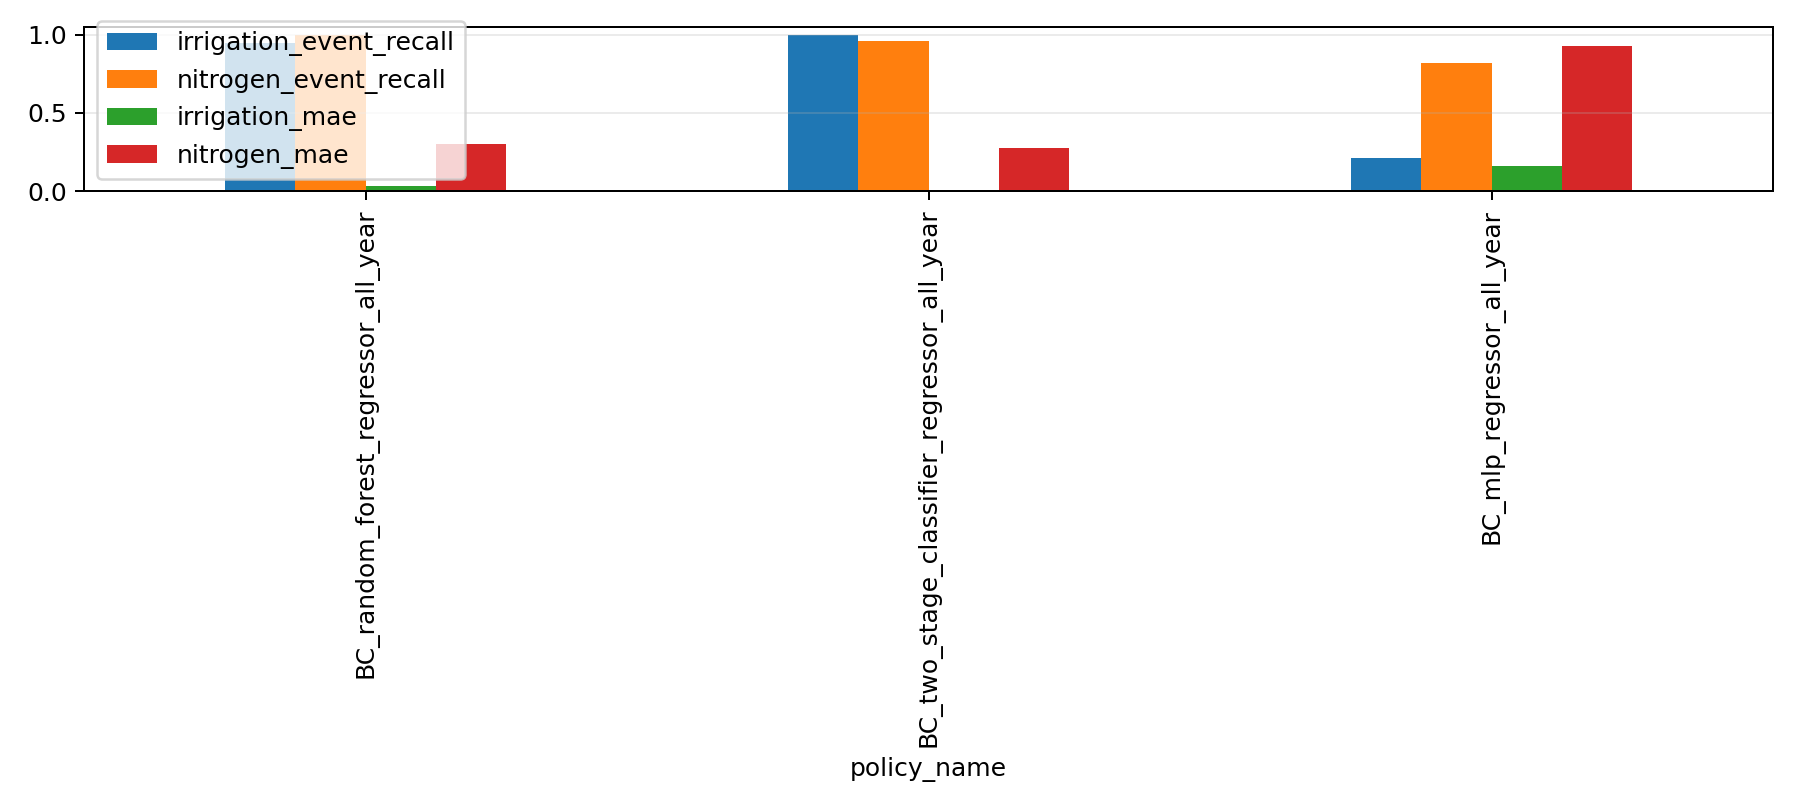 1.0
0.5
0.0
irrigation_event_recall
nitrogen_event_recall
irrigation_mae
nitrogen_mae
BC_random_forest_regressor_all_year
BC_two_stage_classifier_regressor_all_year
BC_mlp_regressor_all_year
policy_name